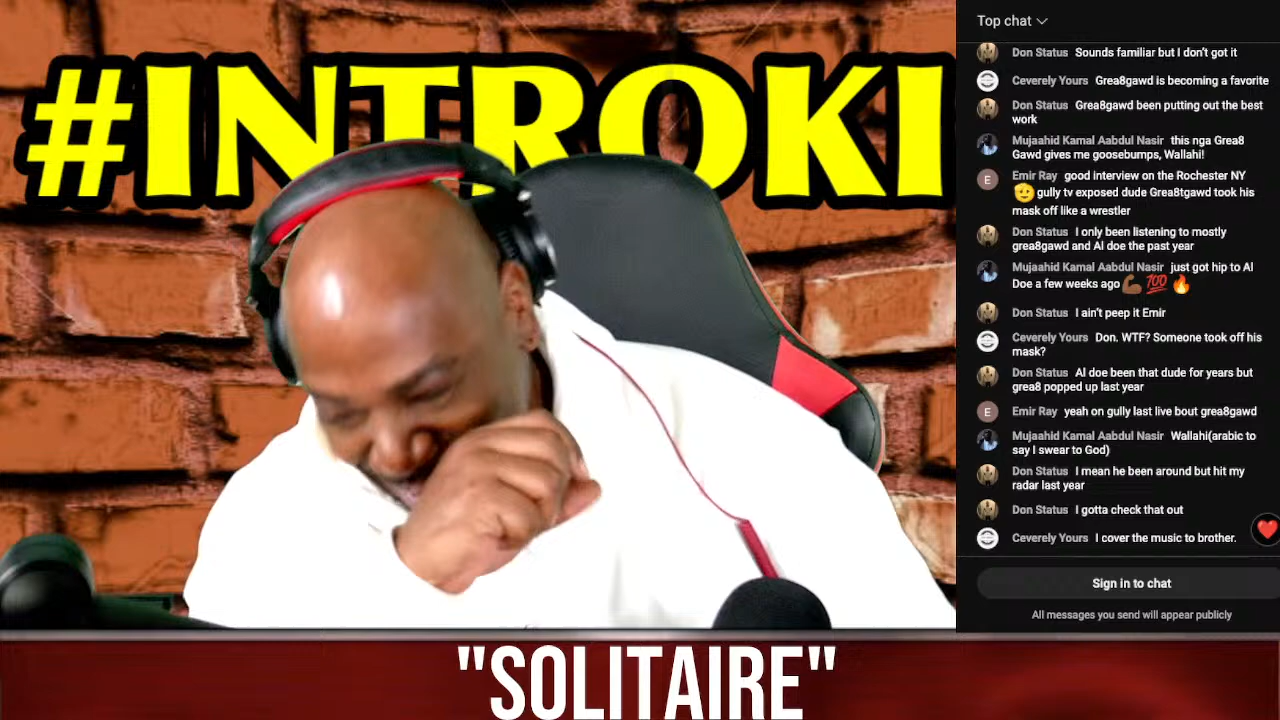 #INTROKI
Top chat
Don Status Sounds familiar but I don't got it
Ceverely Yours Grea8gawd is becoming a favorite
Don Status Grea8gawd been putting out the best
work
Mujaahid Kamal Aabdul Nasir this nga Grea8
Gawd gives me goosebumps, Wallahi!
E
Emir Ray good interview on the Rochester NY
gully tv exposed dude Grea8tgawd took his
mask off like a wrestler
Don Status I only been listening to mostly
grea8gawd and Al doe the past year
Mujaahid Kamal Aabdul Nasir just got hip to Al
Doe a few weeks ago 💪🏾 💯 🔥
Don Status I ain't peep it Emir
Ceverely Yours Don. WTF? Someone took off his
mask?
Don Status Al doe been that dude for years but
grea8 popped up last year
E
Emir Ray yeah on gully last live bout grea8gawd
Mujaahid Kamal Aabdul Nasir Wallahi(arabic to
say I swear to God)
Don Status I mean he been around but hit my
radar last year
Don Status I gotta check that out
Ceverely Yours I cover the music to brother.
Sign in to chat
All messages you send will appear publicly
"SOLITAIRE"